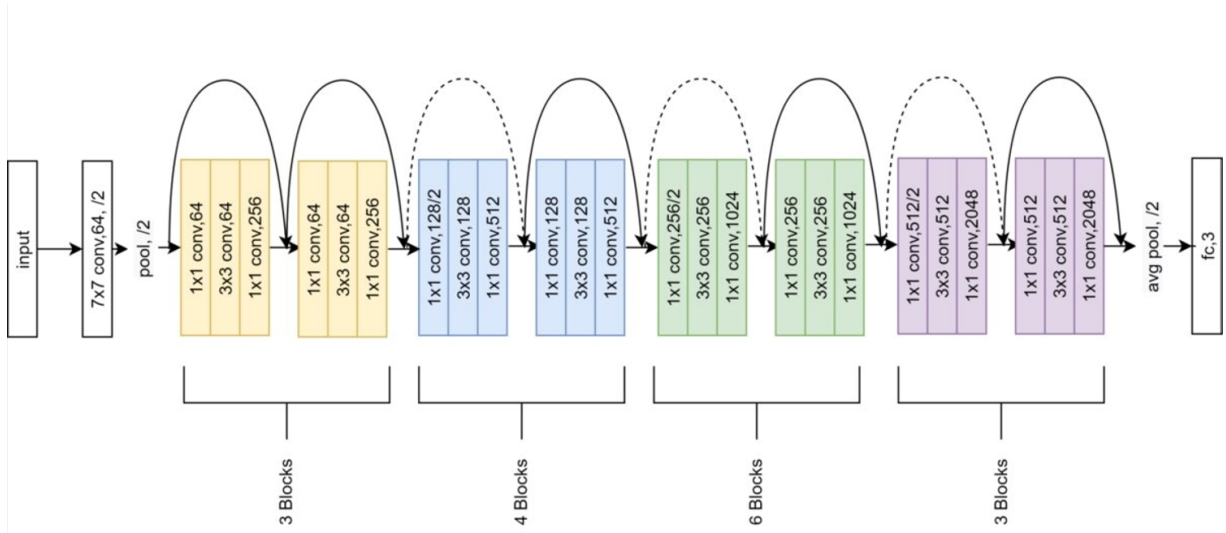 input
7x7 conv,64, /2
pool, /2
1x1 conv,64
3x3 conv,64
1x1 conv,256
1x1 conv,64
3x3 conv,64
1x1 conv,256
1x1 conv,128/2
3x3 conv,128
1x1 conv,512
1x1 conv,128
3x3 conv,128
1x1 conv,512
1x1 conv,256/2
3x3 conv,256
1x1 conv,1024
1x1 conv,256
3x3 conv,256
1x1 conv,1024
1x1 conv,512/2
3x3 conv,512
1x1 conv,2048
1x1 conv,512
3x3 conv,512
1x1 conv,2048
avg pool, /2
fc,3
3 Blocks
4 Blocks
6 Blocks
3 Blocks